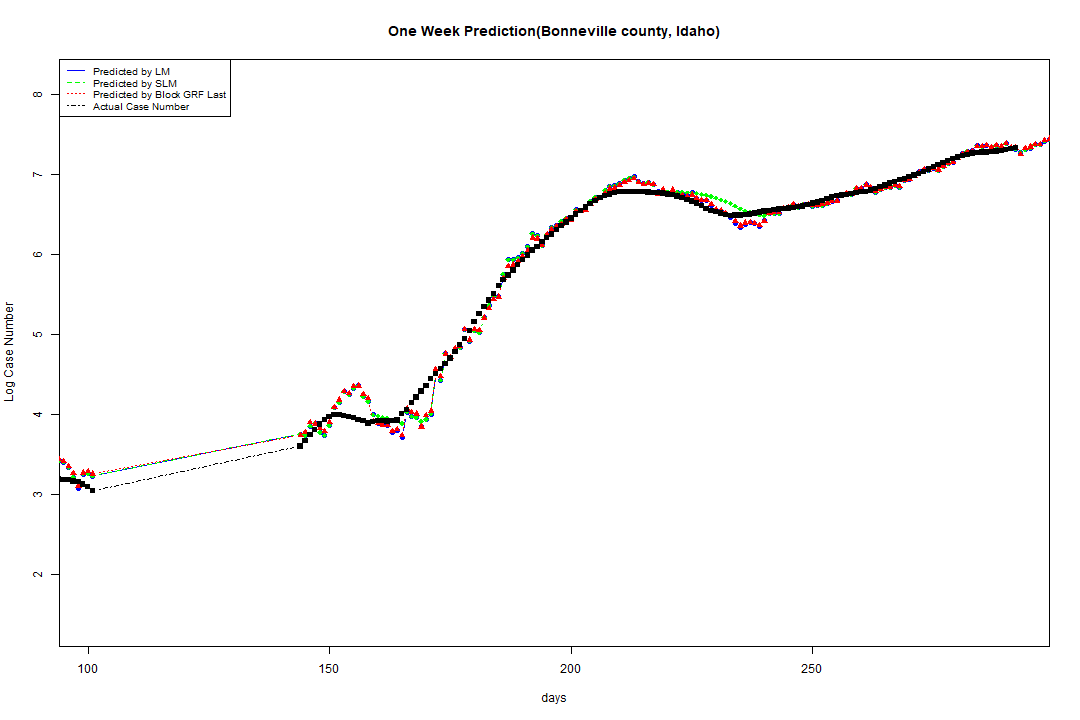 One Week Prediction(Bonneville county, Idaho)
Predicted by LM
Predicted by SLM
Predicted by Block GRF Last
Actual Case Number
8
7
6
5
4
3
2
Log Case Number
100 150 200 250
days